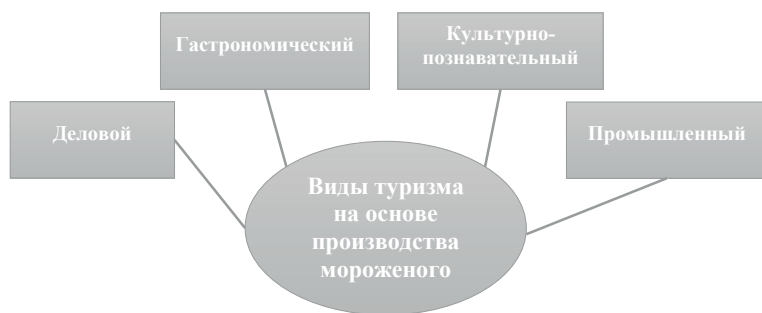 Гастрономический
Культурно-
познавательный
Деловой
Промышленный
Виды туризма
на основе
производства
мороженого